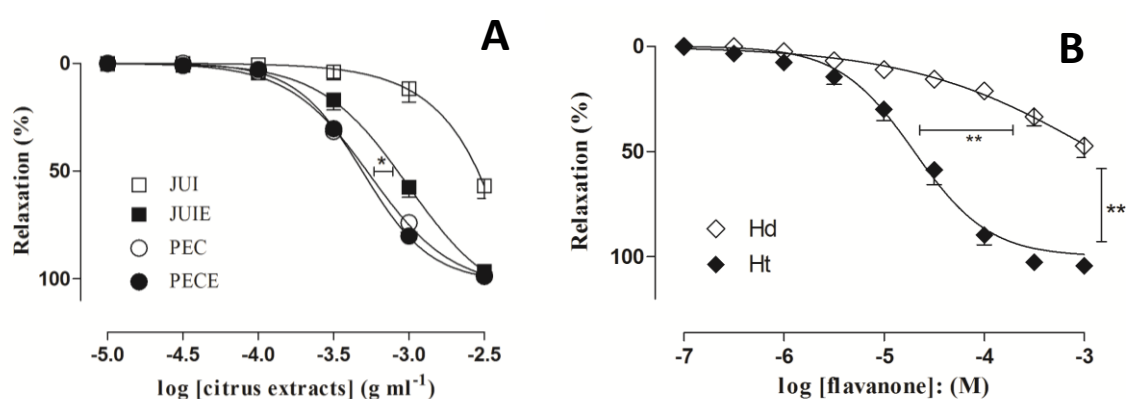 A
0
50
100
Relaxation (%)
*
JUI
JUIE
PEC
PECE
-5.0 -4.5 -4.0 -3.5 -3.0 -2.5
log [citrus extracts] (g ml⁻¹)
B
0
50
100
Relaxation (%)
**
**
Hd
Ht
-7 -6 -5 -4 -3
log [flavanone]: (M)